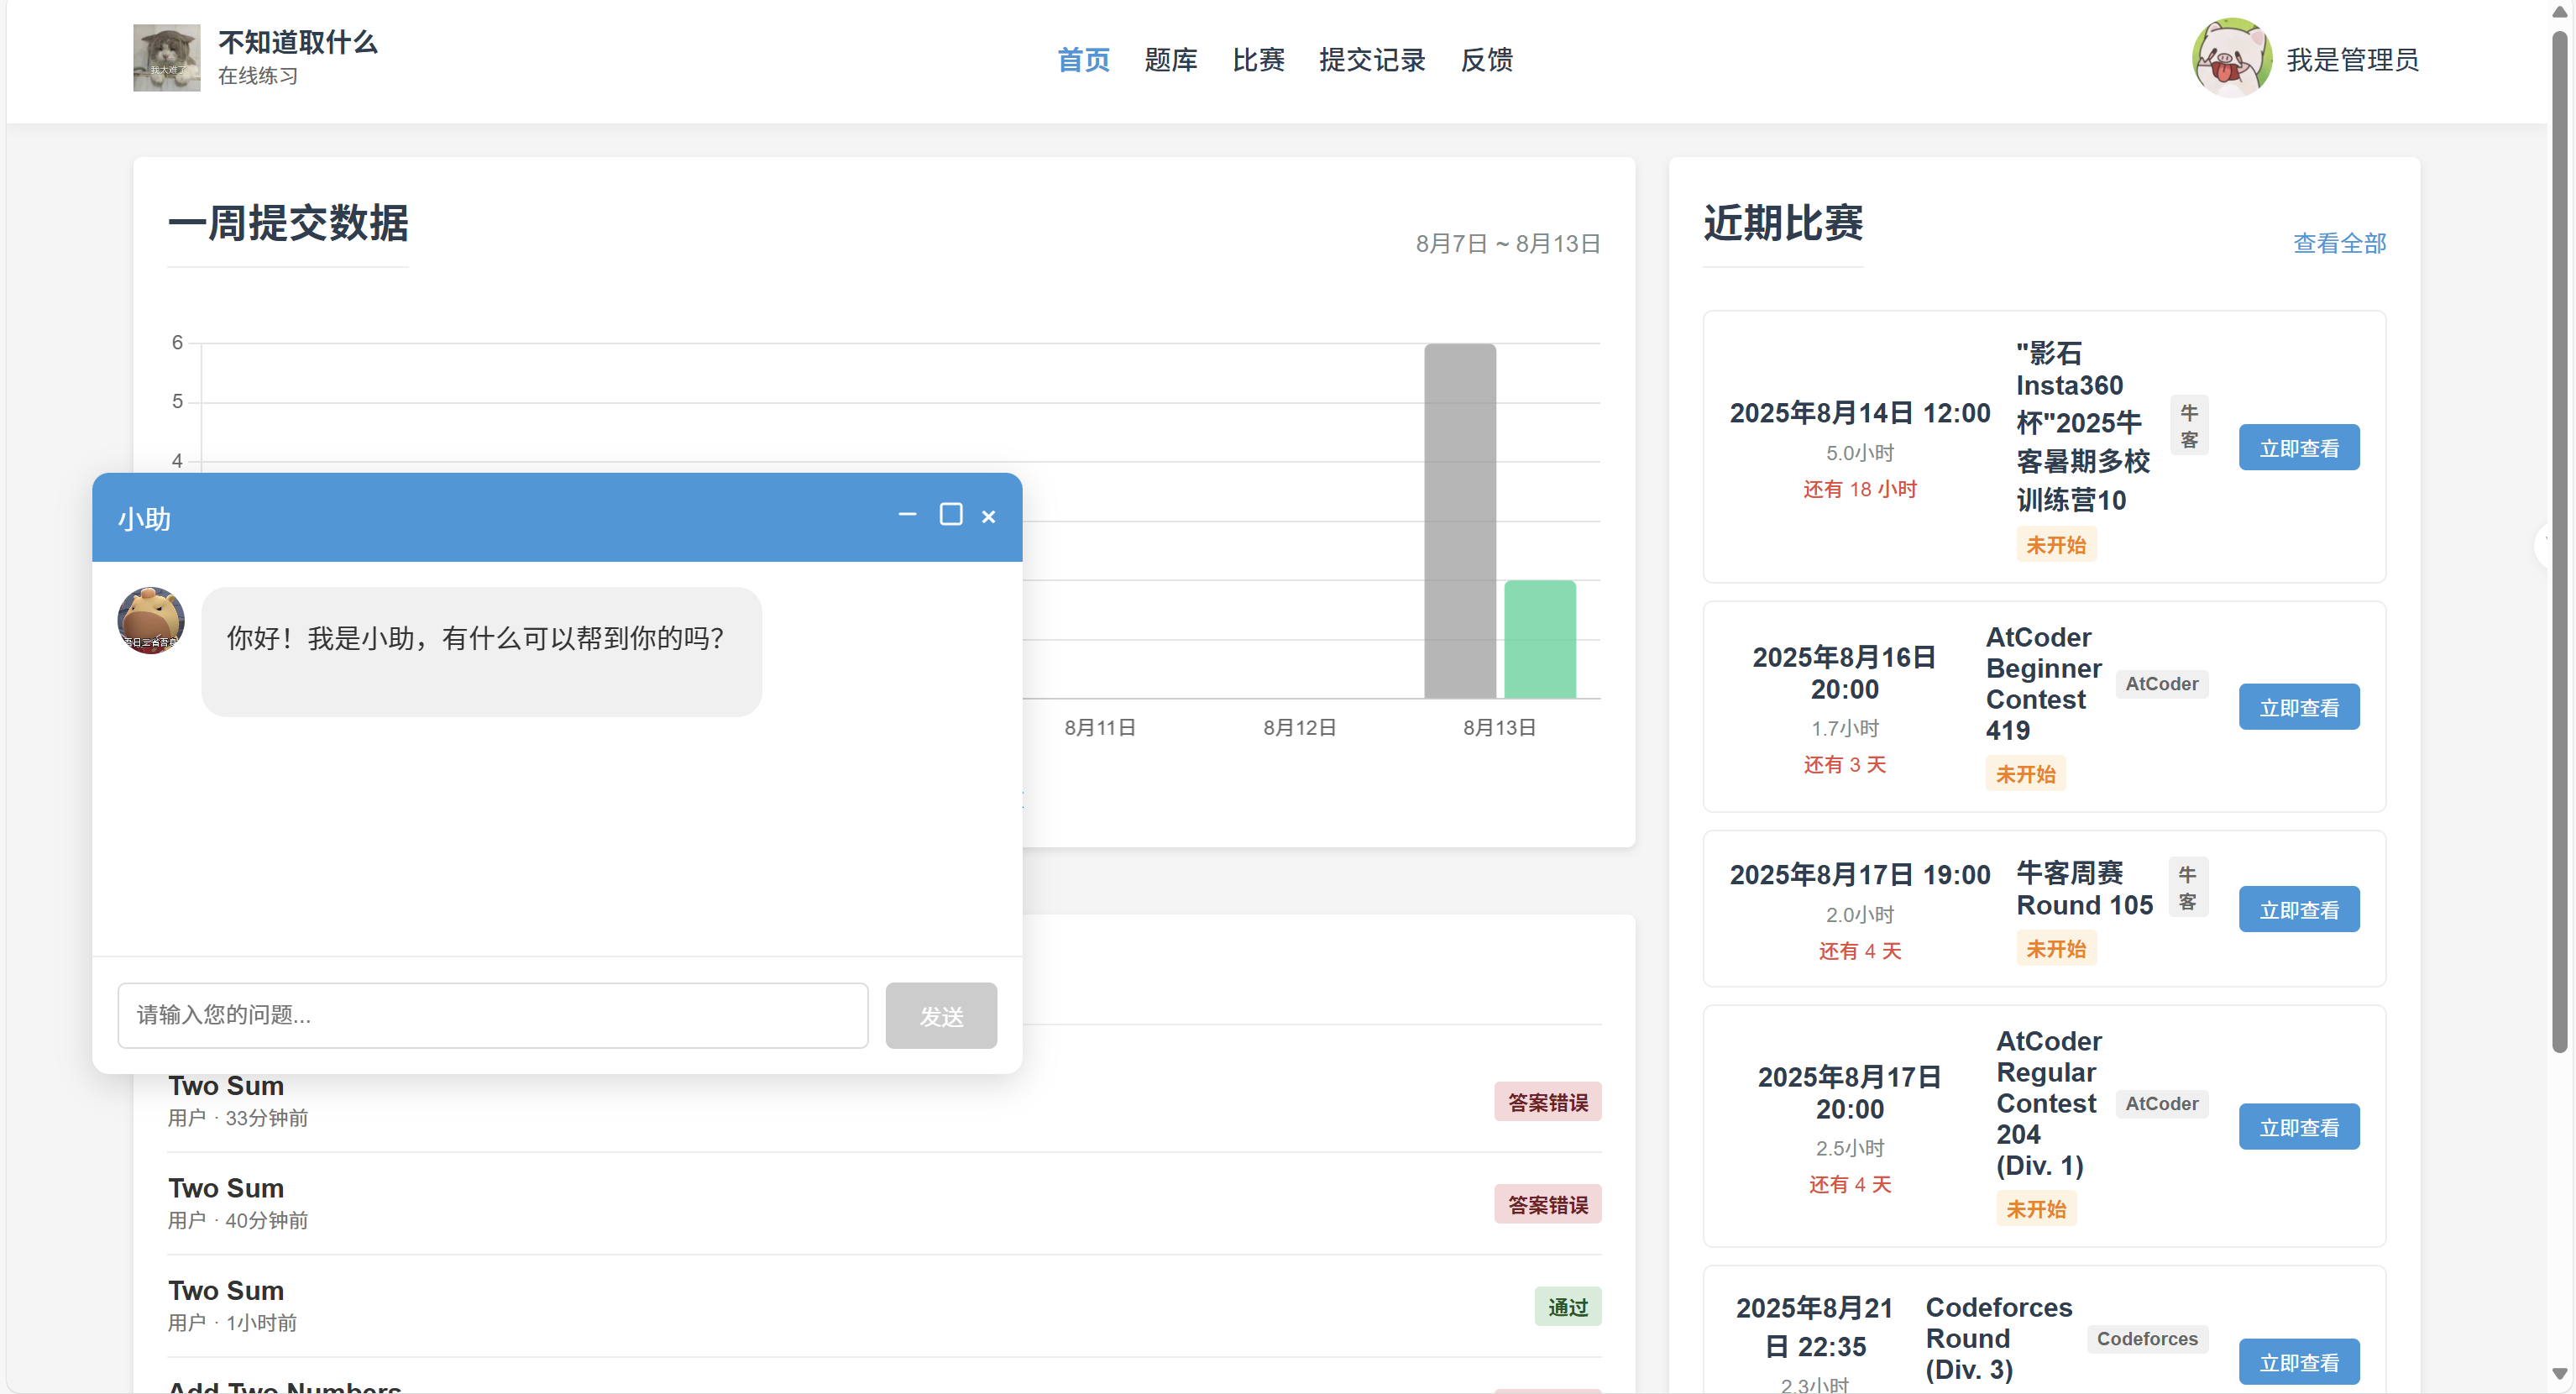 不知道取什么
在线练习
我太难了
首页
题库
比赛
提交记录
反馈
我是管理员
一周提交数据
8月7日 ~ 8月13日
6
5
4
8月11日
8月12日
8月13日
小助
你好！我是小助，有什么可以帮到你的吗？
请输入您的问题...
发送
Two Sum
用户 · 33分钟前
答案错误
Two Sum
用户 · 40分钟前
答案错误
Two Sum
用户 · 1小时前
通过
Add Two Numbers
近期比赛
查看全部
2025年8月14日 12:00
5.0小时
还有 18 小时
"影石
Insta360
杯"2025牛
客暑期多校
训练营10
未开始
牛
客
立即查看
2025年8月16日
20:00
1.7小时
还有 3 天
AtCoder
Beginner
Contest
419
未开始
AtCoder
立即查看
2025年8月17日 19:00
2.0小时
还有 4 天
牛客周赛
Round 105
未开始
牛
客
立即查看
2025年8月17日
20:00
2.5小时
还有 4 天
AtCoder
Regular
Contest
204
(Div. 1)
未开始
AtCoder
立即查看
2025年8月21
日 22:35
2.3小时
Codeforces
Round
(Div. 3)
Codeforces
立即查看